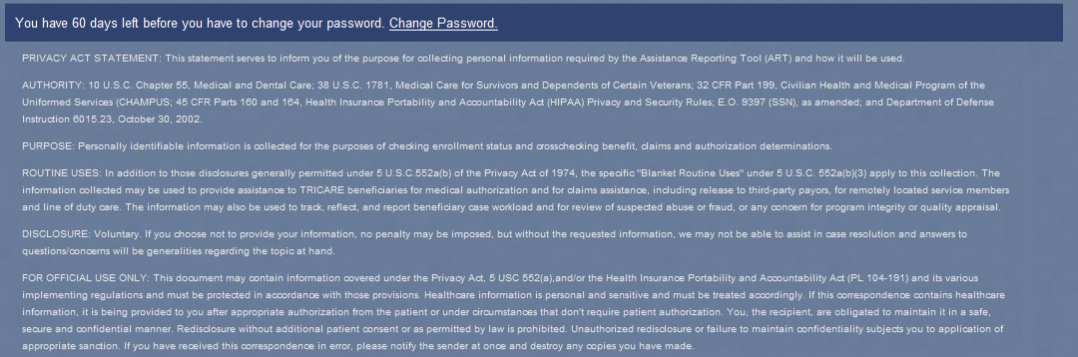 You have 60 days left before you have to change your password. Change Password.
PRIVACY ACT STATEMENT: This statement serves to inform you of the purpose for collecting personal information required by the Assistance Reporting Tool (ART) and how it will be used.
AUTHORITY: 10 U.S.C. Chapter 55, Medical and Dental Care; 38 U.S.C. 1781, Medical Care for Survivors and Dependents of Certain Veterans; 32 CFR Part 199, Civilian Health and Medical Program of the
Uniformed Services (CHAMPUS; 45 CFR Parts 160 and 164, Health Insurance Portability and Accountability Act (HIPAA) Privacy and Security Rules; E.O. 9397 (SSN), as amended; and Department of Defense
Instruction 6015.23, October 30, 2002.
PURPOSE: Personally identifiable information is collected for the purposes of checking enrollment status and crosschecking benefit, claims and authorization determinations.
ROUTINE USES: In addition to those disclosures generally permitted under 5 U.S.C.552a(b) of the Privacy Act of 1974, the specific "Blanket Routine Uses" under 5 U.S.C. 552a(b)(3) apply to this collection. The
information collected may be used to provide assistance to TRICARE beneficiaries for medical authorization and for claims assistance, including release to third-party payors, for remotely located service members
and line of duty care. The information may also be used to track, reflect, and report beneficiary case workload and for review of suspected abuse or fraud, or any concern for program integrity or quality appraisal.
DISCLOSURE: Voluntary. If you choose not to provide your information, no penalty may be imposed, but without the requested information, we may not be able to assist in case resolution and answers to
questions/concerns will be generalities regarding the topic at hand.
FOR OFFICIAL USE ONLY: This document may contain information covered under the Privacy Act, 5 USC 552(a),and/or the Health Insurance Portability and Accountability Act (PL 104-191) and its various
implementing regulations and must be protected in accordance with those provisions. Healthcare information is personal and sensitive and must be treated accordingly. If this correspondence contains healthcare
information, it is being provided to you after appropriate authorization from the patient or under circumstances that don't require patient authorization. You, the recipient, are obligated to maintain it in a safe,
secure and confidential manner. Redisclosure without additional patient consent or as permitted by law is prohibited. Unauthorized redisclosure or failure to maintain confidentiality subjects you to application of
appropriate sanction. If you have received this correspondence in error, please notify the sender at once and destroy any copies you have made.